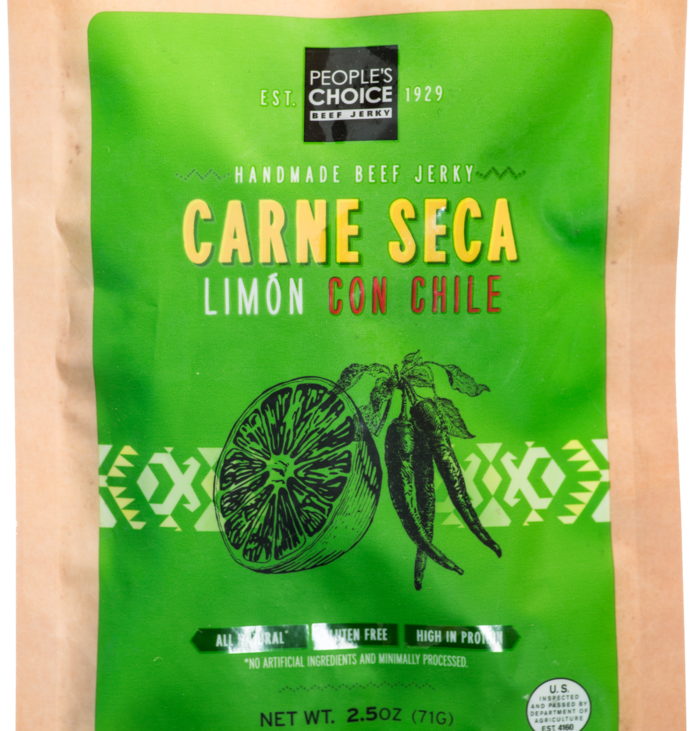 PEOPLE'S
EST. CHOICE 1929
BEEF JERKY
HANDMADE BEEF JERKY
CARNE SECA
LIMÓN CON CHILE
ALL NATURAL* GLUTEN FREE HIGH IN PROTEIN
*NO ARTIFICIAL INGREDIENTS AND MINIMALLY PROCESSED.
NET WT. 2.5OZ (71G)
U.S.
INSPECTED
AND PASSED BY
DEPARTMENT OF
AGRICULTURE
EST. 4160